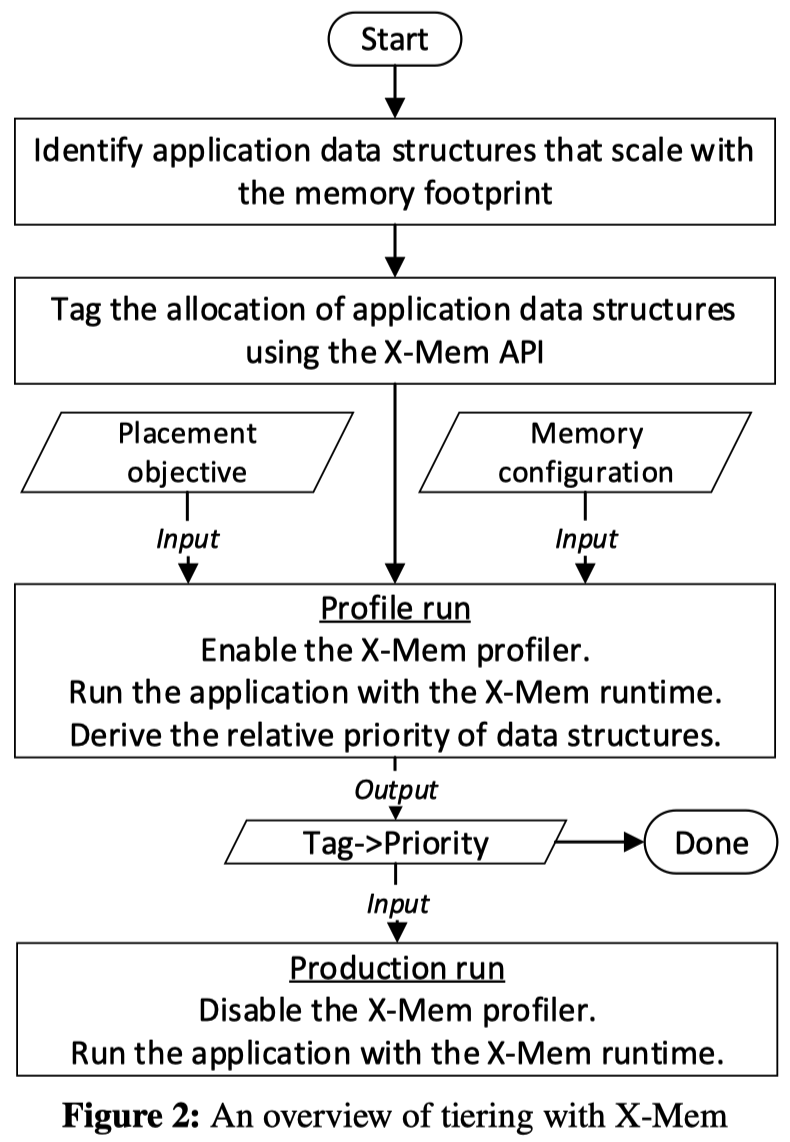 Start
Identify application data structures that scale with
the memory footprint
Tag the allocation of application data structures
using the X-Mem API
Placement
objective
Memory
configuration
Input
Input
Profile run
Enable the X-Mem profiler.
Run the application with the X-Mem runtime.
Derive the relative priority of data structures.
Output
Tag->Priority
Done
Input
Production run
Disable the X-Mem profiler.
Run the application with the X-Mem runtime.
Figure 2: An overview of tiering with X-Mem